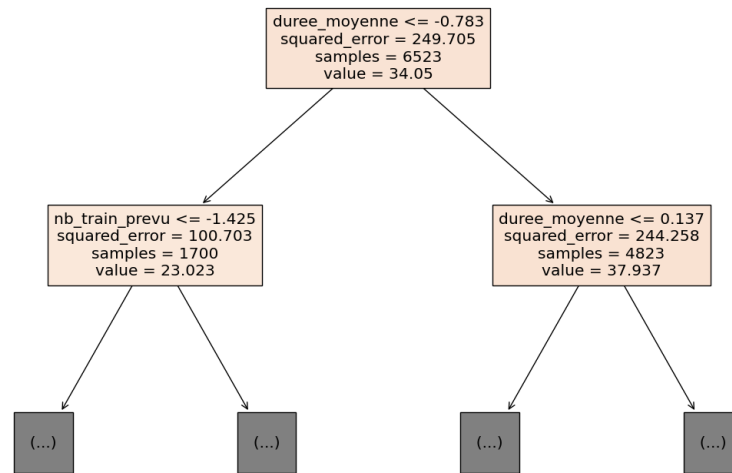 duree_moyenne <= -0.783
squared_error = 249.705
samples = 6523
value = 34.05
nb_train_prevu <= -1.425
squared_error = 100.703
samples = 1700
value = 23.023
duree_moyenne <= 0.137
squared_error = 244.258
samples = 4823
value = 37.937
(...)
(...)
(...)
(...)